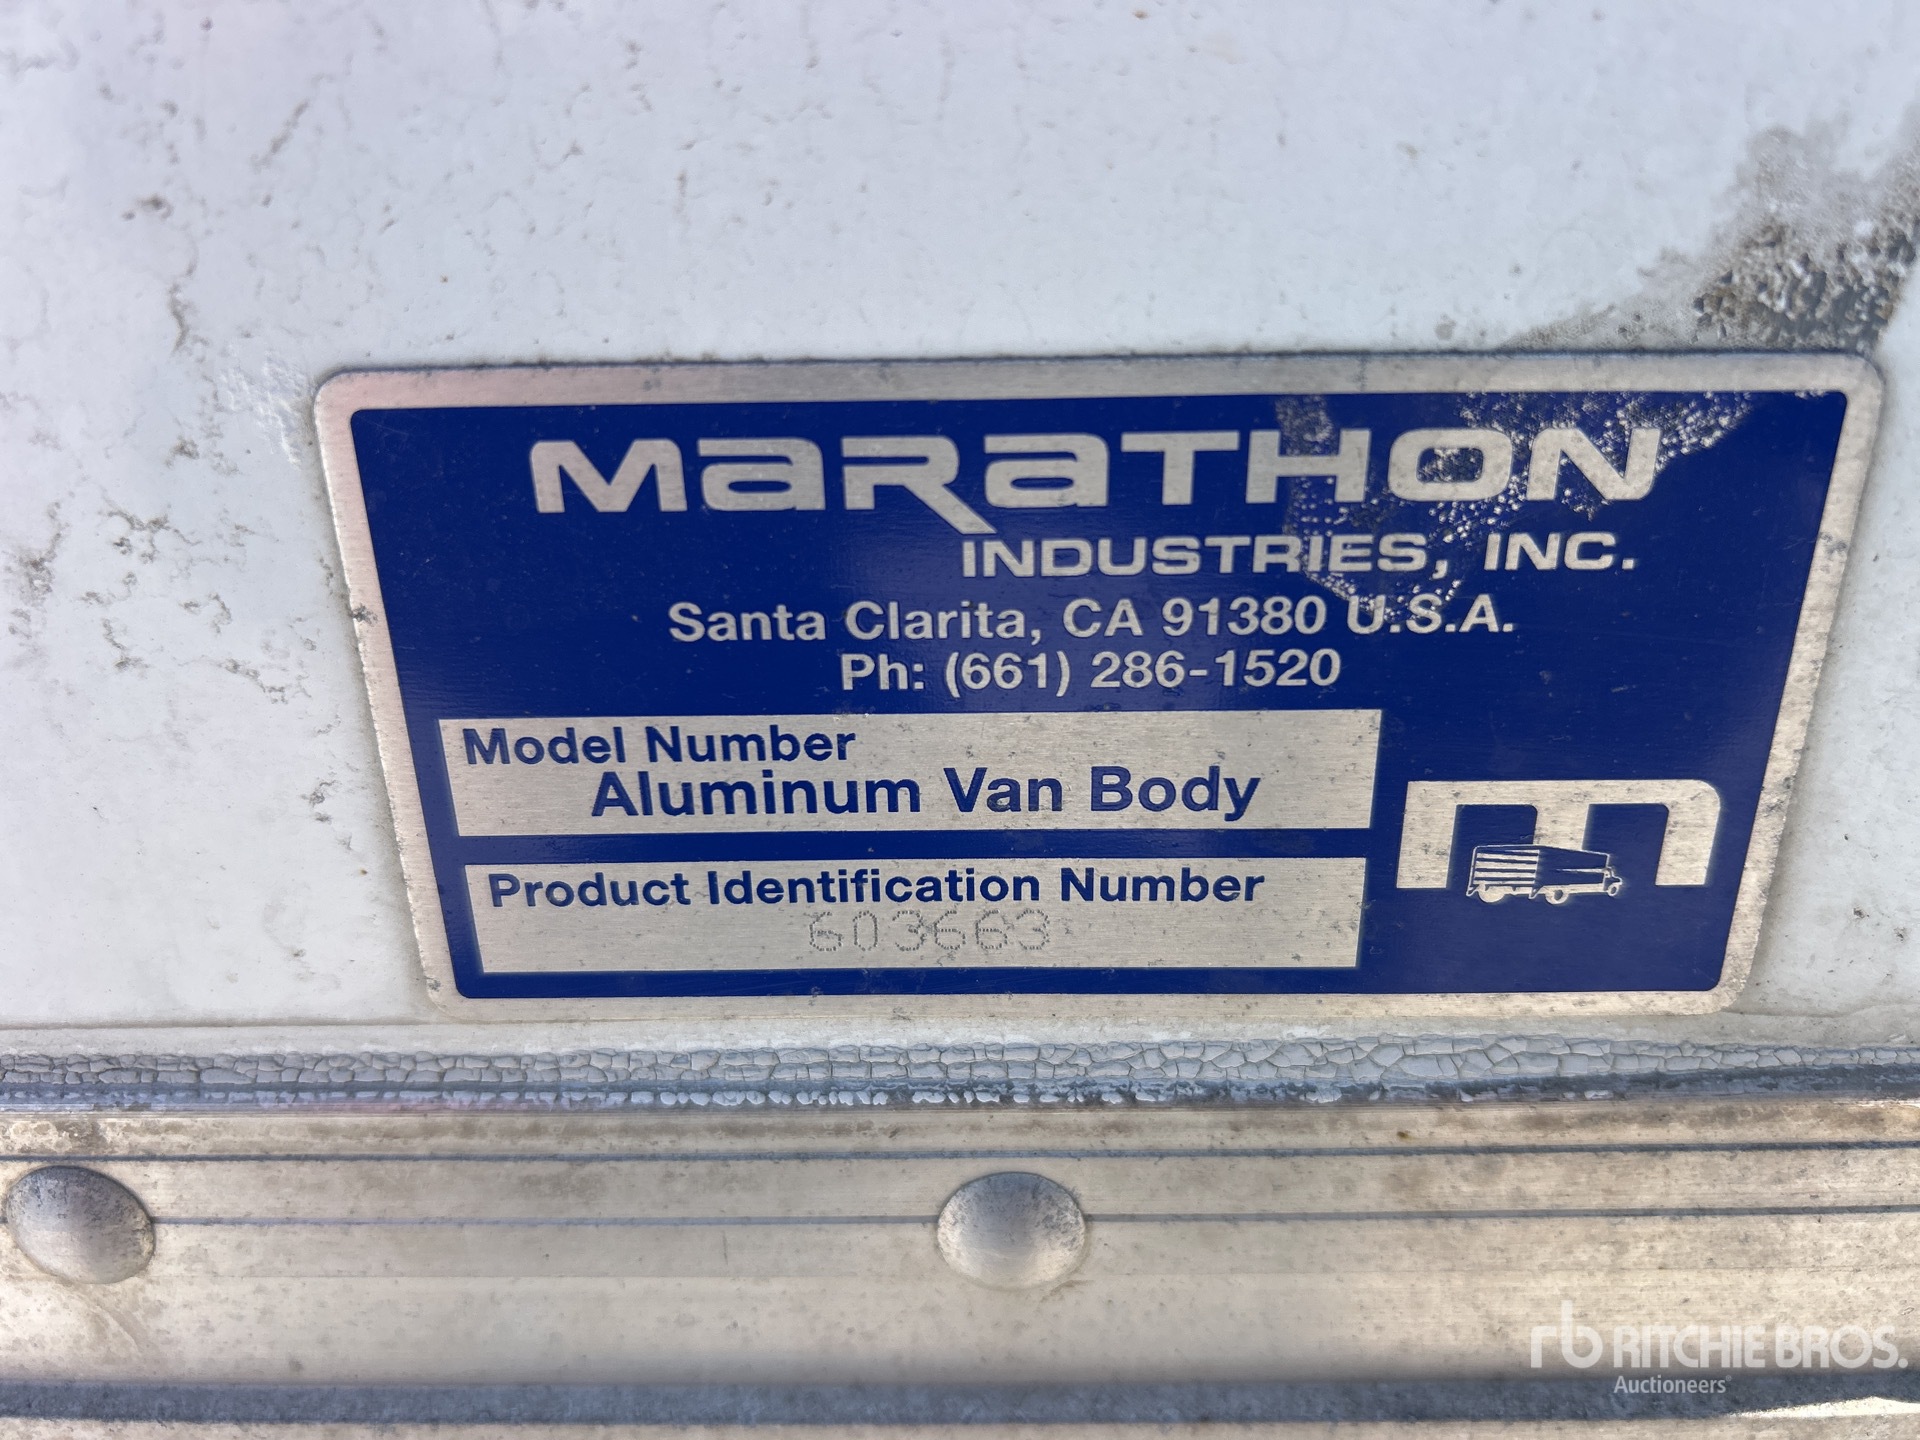 MARATHON
INDUSTRIES, INC.
Santa Clarita, CA 91380 U.S.A.
Ph: (661) 286-1520
Model Number
Aluminum Van Body
Product Identification Number
603663
m
rb RITCHIE BROS.
Auctioneers